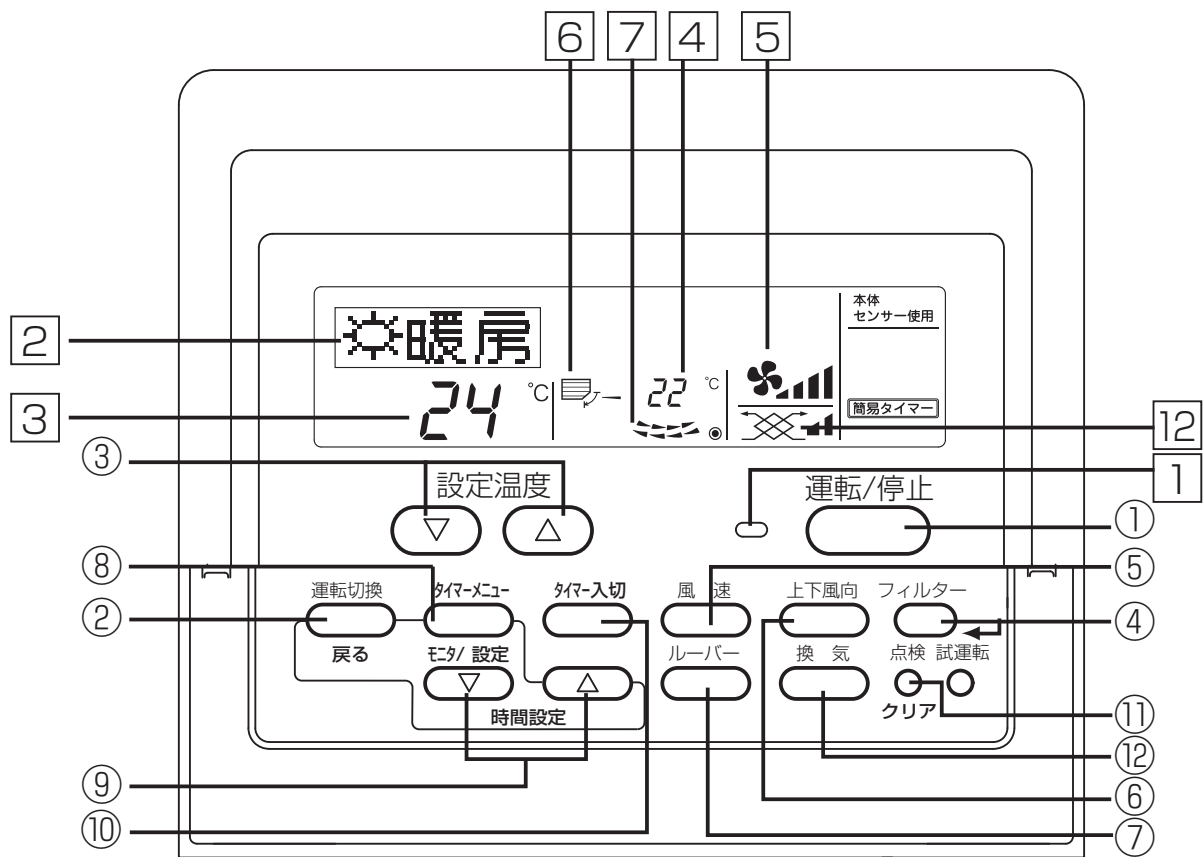 6 7 4 5
本体
センサー使用
2
暖房
22 ℃
3
24 ℃
簡易タイマー
12
③
設定温度
運転/停止
1
▽ △
①
⑧
⑤
運転切換 タイマーメニュー タイマー入切 風 速 上下風向 フィルター
②
④
戻る モニタ/ 設定 ルーバー 換 気 点検 試運転
▽ △
時間設定
クリア
⑪
⑫
⑨
⑥
⑩
⑦